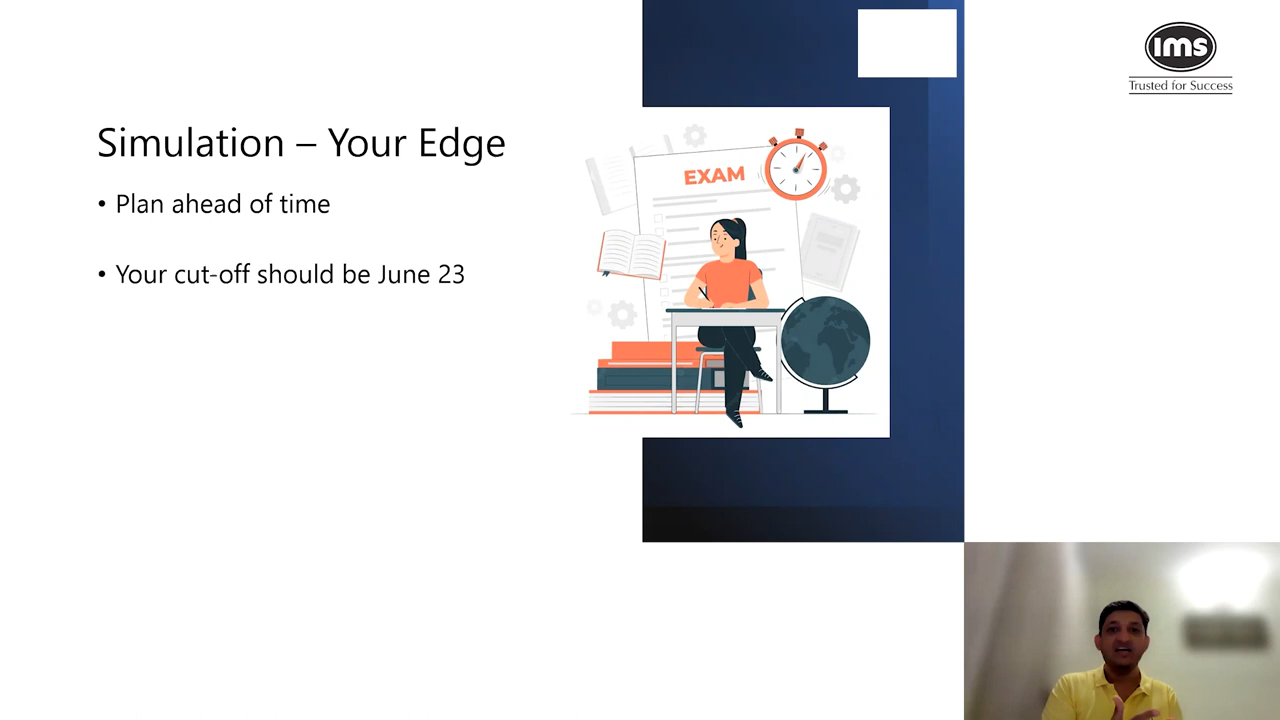 Simulation – Your Edge
• Plan ahead of time
• Your cut-off should be June 23
EXAM
ims
Trusted for Success